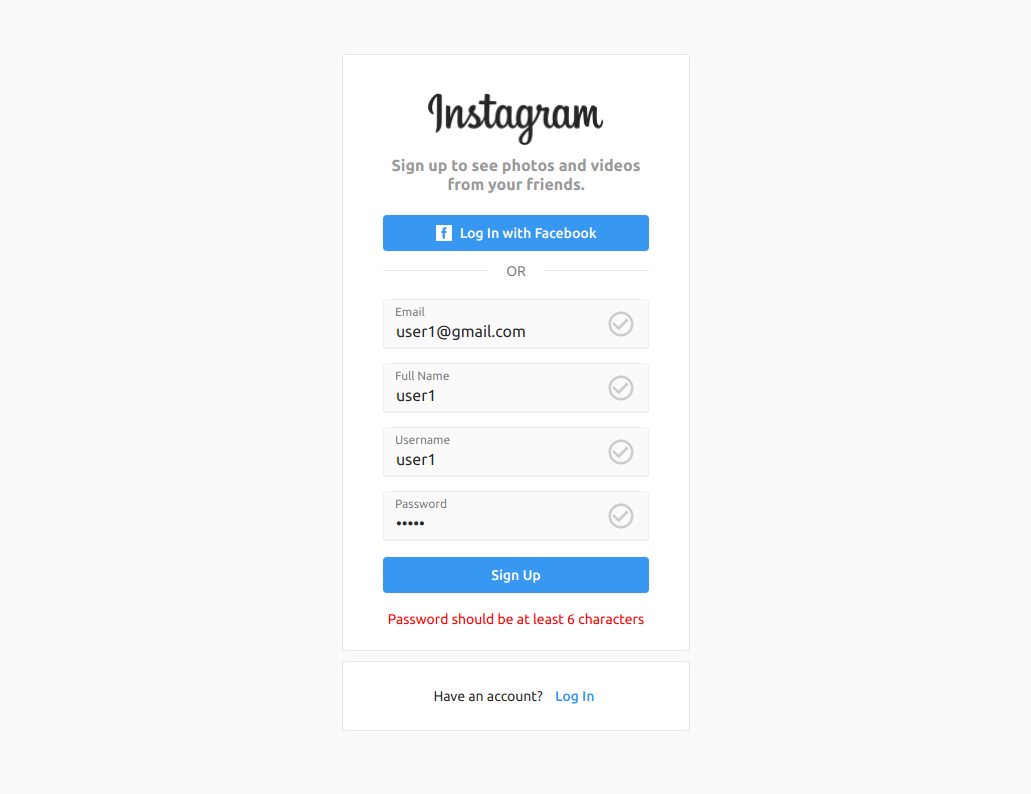 Instagram
Sign up to see photos and videos
from your friends.
Log In with Facebook
OR
Email
user1@gmail.com
Full Name
user1
Username
user1
Password
•••••
Sign Up
Password should be at least 6 characters
Have an account? Log In